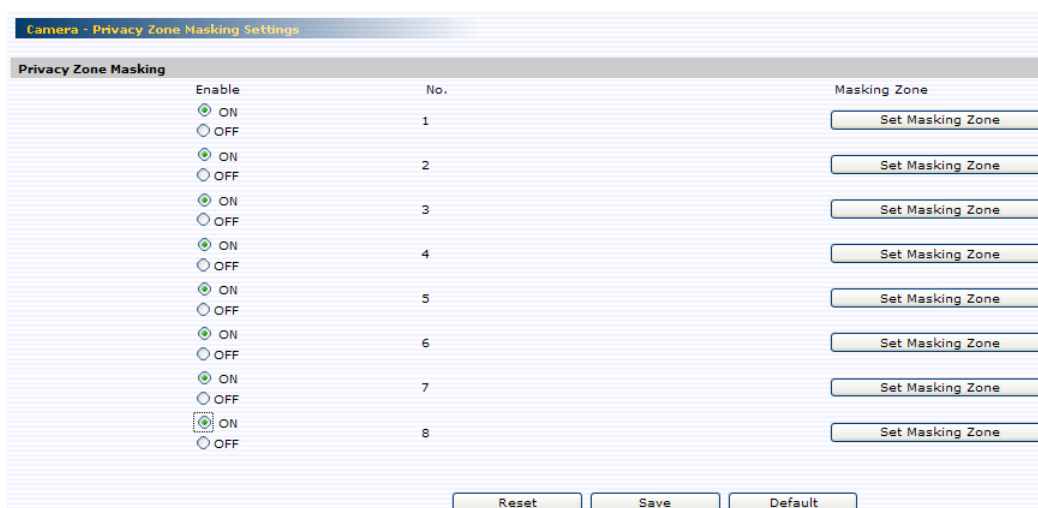 Camera - Privacy Zone Masking Settings
Privacy Zone Masking
Enable No. Masking Zone
ON
OFF
1 Set Masking Zone
ON
OFF
2 Set Masking Zone
ON
OFF
3 Set Masking Zone
ON
OFF
4 Set Masking Zone
ON
OFF
5 Set Masking Zone
ON
OFF
6 Set Masking Zone
ON
OFF
7 Set Masking Zone
ON
OFF
8 Set Masking Zone
Reset Save Default